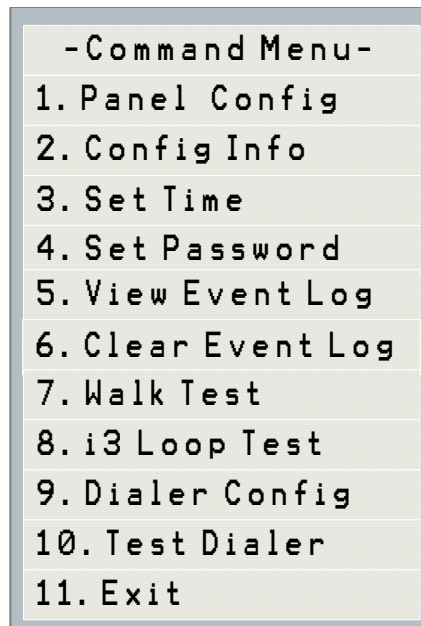 -Command Menu-
1. Panel Config
2. Config Info
3. Set Time
4. Set Password
5. View Event Log
6. Clear Event Log
7. Walk Test
8. i3 Loop Test
9. Dialer Config
10. Test Dialer
11. Exit